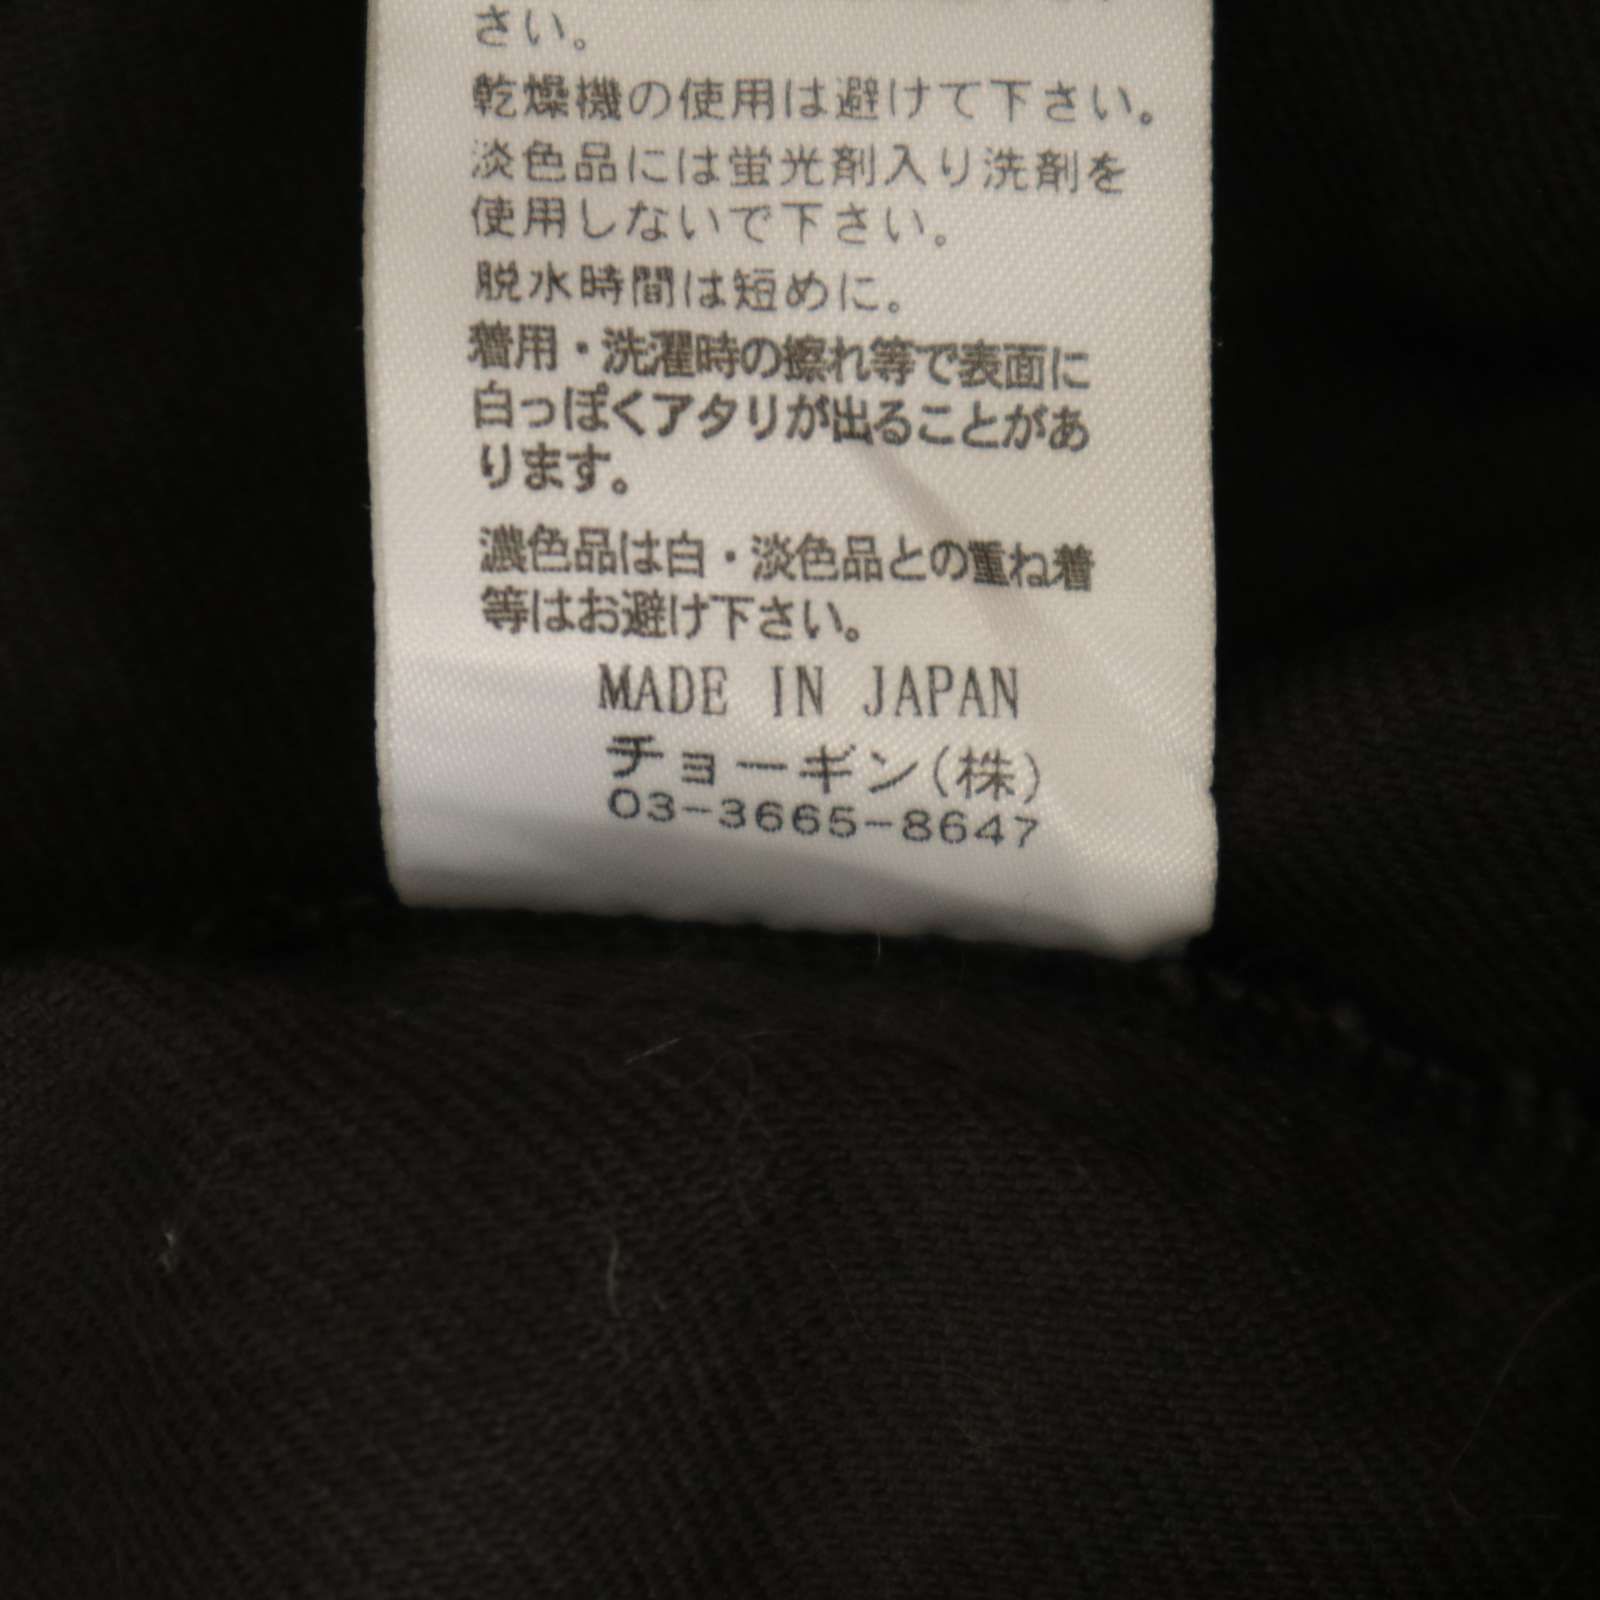 さい。
乾燥機の使用は避けて下さい。
淡色品には蛍光剤入り洗剤を
使用しないで下さい。
脱水時間は短めに。
着用・洗濯時の擦れ等で表面に
白っぽくアタリが出ることがあ
ります。
濃色品は白・淡色品との重ね着
等はお避け下さい。
MADE IN JAPAN
チョーギン(株)
03-3665-8647